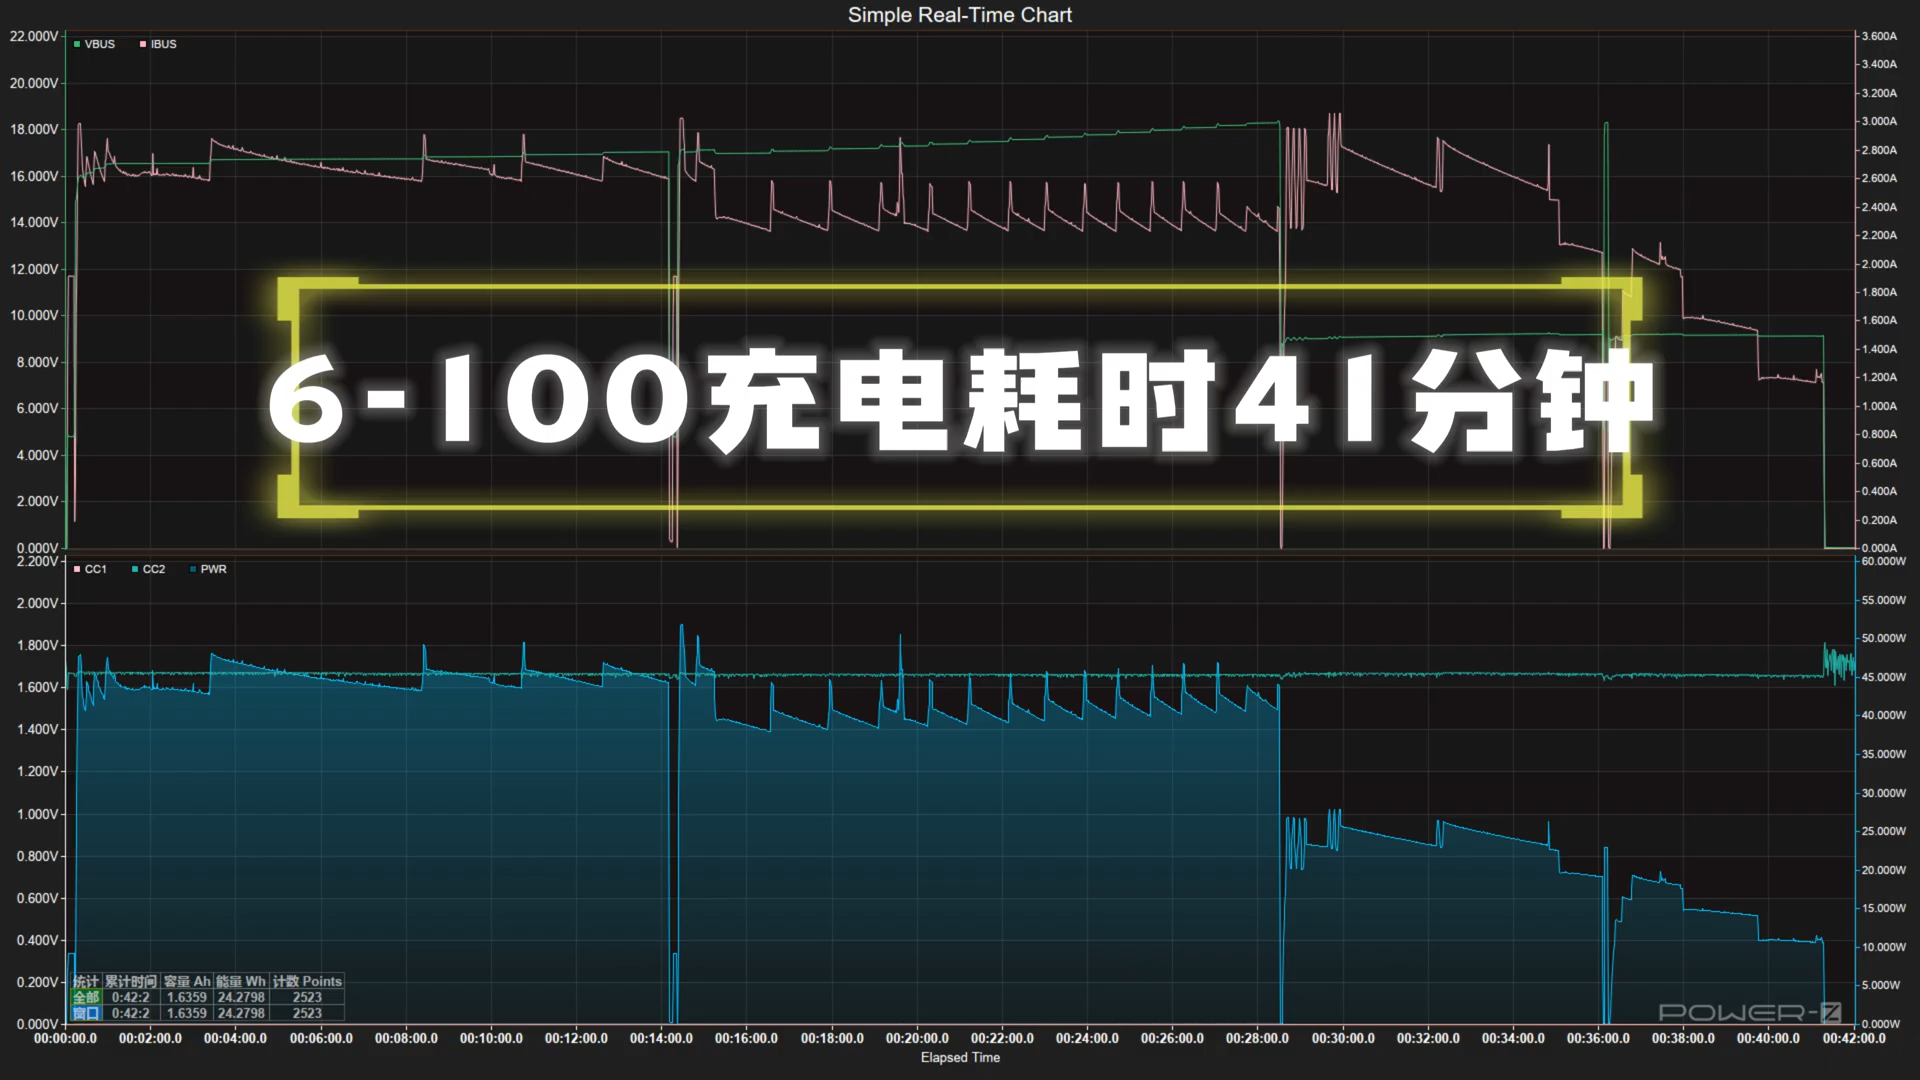 Simple Real-Time Chart
22.000V
20.000V
18.000V
16.000V
14.000V
12.000V
10.000V
8.000V
6.000V
4.000V
2.000V
0.000V
VBUS IBUS
3.600A
3.400A
3.200A
3.000A
2.800A
2.600A
2.400A
2.200A
2.000A
1.800A
1.600A
1.400A
1.200A
1.000A
0.800A
0.600A
0.400A
0.200A
0.000A
6-100充电耗时41分钟
2.200V
2.000V
1.800V
1.600V
1.400V
1.200V
1.000V
0.800V
0.600V
0.400V
0.200V
0.000V
CC1 CC2 PWR
60.000W
55.000W
50.000W
45.000W
40.000W
35.000W
30.000W
25.000W
20.000W
15.000W
10.000W
5.000W
0.000W
统计 累计时间 容量 Ah 能量 Wh 计数 Points
全部 0:42:2 1.6359 24.2798 2523
窗口 0:42:2 1.6359 24.2798 2523
POWER-Z
00:00:00.0 00:02:00.0 00:04:00.0 00:06:00.0 00:08:00.0 00:10:00.0 00:12:00.0 00:14:00.0 00:16:00.0 00:18:00.0 00:20:00.0 00:22:00.0 00:24:00.0 00:26:00.0 00:28:00.0 00:30:00.0 00:32:00.0 00:34:00.0 00:36:00.0 00:38:00.0 00:40:00.0 00:42:00.0
Elapsed Time